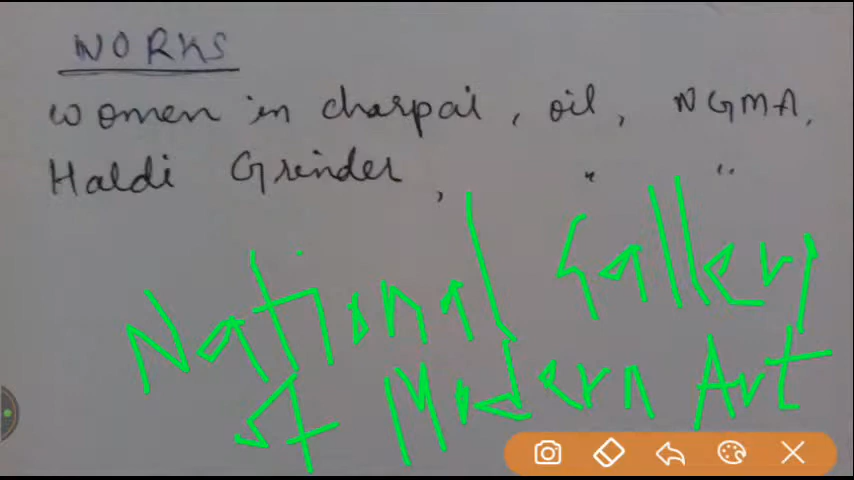 WORKS
women in charpai, oil, NGMA,
Haldi Grinder, " "
National Gallery
of Modern Art